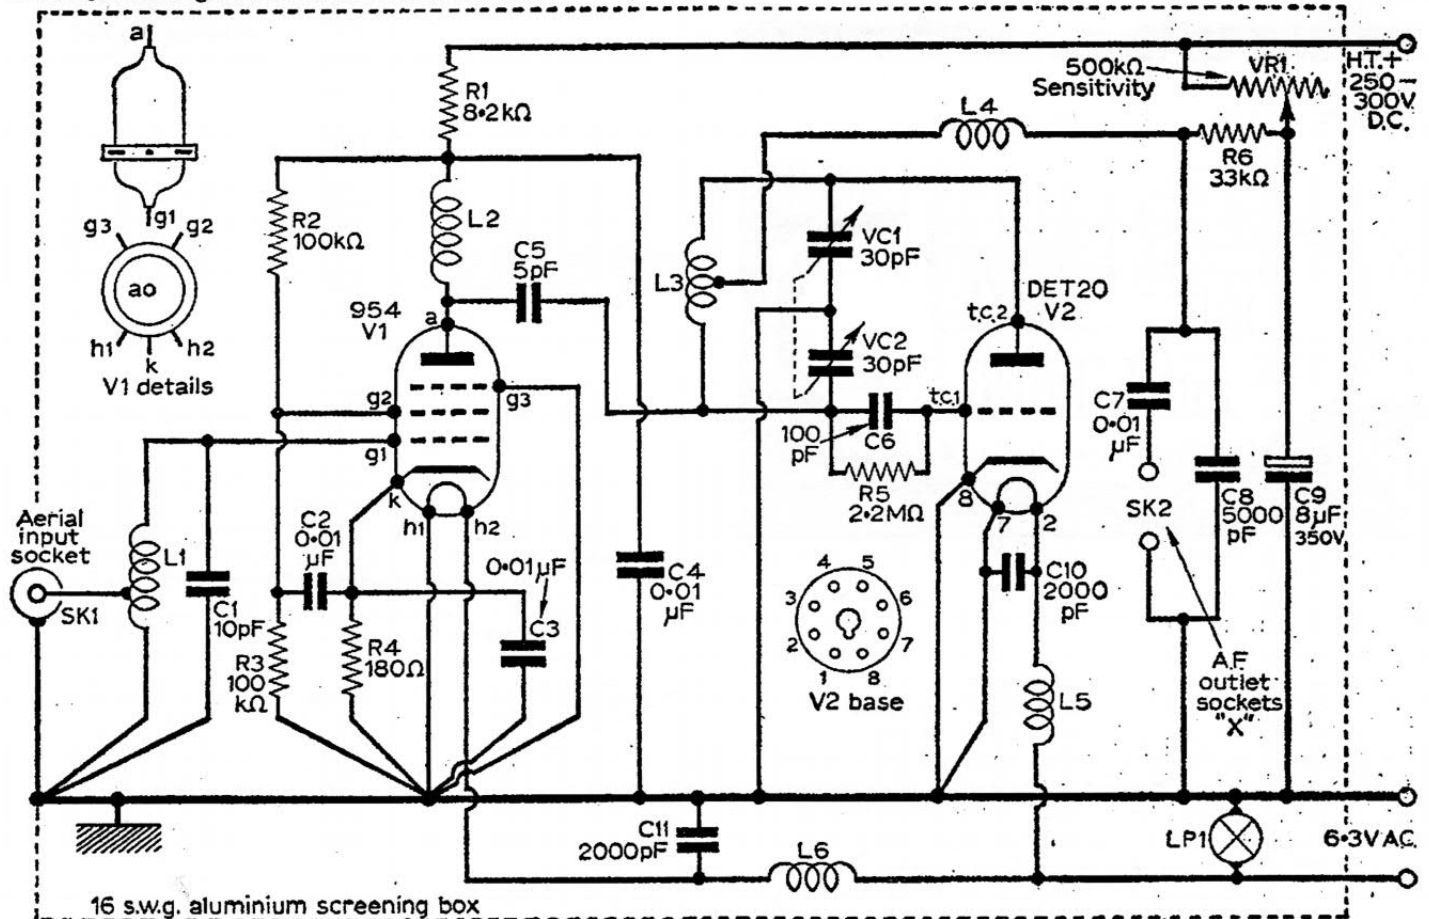 a
g1
g3
g2
ao
h1
h2
k
V1 details
R1
8·2kΩ
R2
100kΩ
L2
C5
5pF
954
V1
a
g2
g3
g1
k
h1
h2
Aerial
input
socket
SK1
L1
C1
10pF
C2
0·01
μF
R3
100
kΩ
R4
180Ω
0·01μF
C3
C4
0·01
μF
L3
L4
VC1
30pF
VC2
30pF
100
pF
C6
R5
2·2MΩ
DET20
V2
t.c.2
t.c.1
8
7
2
C10
2000
pF
L5
4
5
3
6
2
7
1
8
V2 base
500kΩ
Sensitivity
VR1
H.T.+
250–
300V
D.C.
R6
33kΩ
C7
0·01
μF
SK2
C8
5000
pF
C9
8μF
350V
A.F.
outlet
sockets
"X"
C11
2000pF
L6
LP1
6·3V AC.
16 s.w.g. aluminium screening box